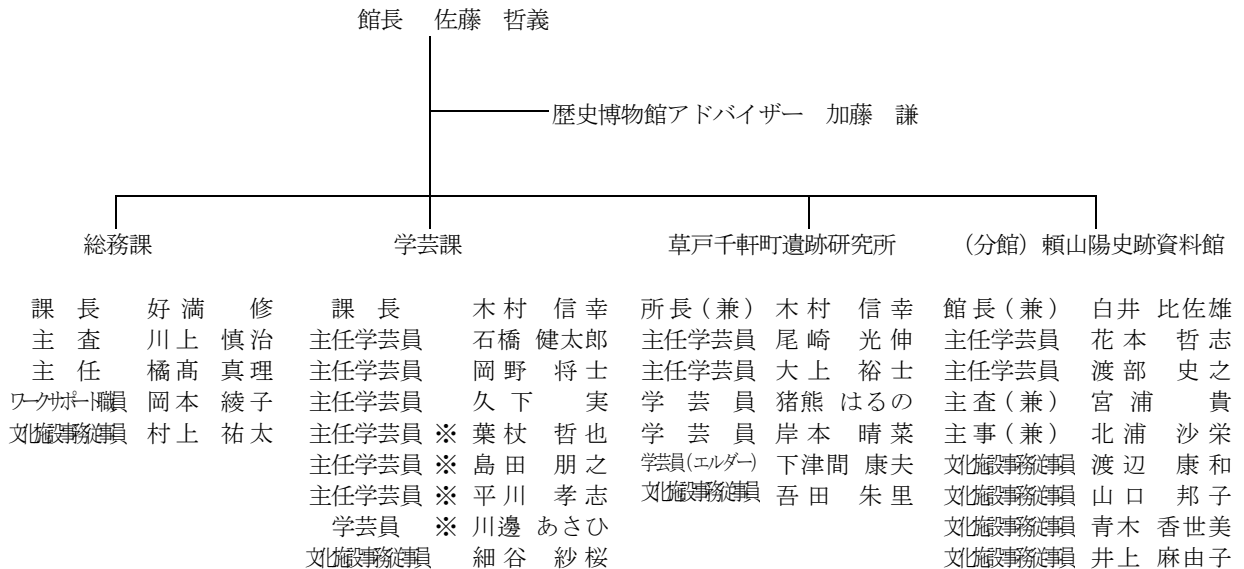 館長 佐藤 哲義
歴史博物館アドバイザー 加藤 謙
総務課
課長 好満 修
主査 川上 慎治
主任 橘髙 真理
ワークサポート職員 岡本 綾子
文化施設事務従事員 村上 祐太
学芸課
課長 木村 信幸
主任学芸員 石橋 健太郎
主任学芸員 岡野 将士
主任学芸員 久下 実
主任学芸員 ※ 葉杖 哲也
主任学芸員 ※ 島田 朋之
主任学芸員 ※ 平川 孝志
学芸員 ※ 川邊 あさひ
文化施設事務従事員 細谷 紗桜
草戸千軒町遺跡研究所
所長(兼) 木村 信幸
主任学芸員 尾崎 光伸
主任学芸員 大上 裕士
学芸員 猪熊 はるの
学芸員 岸本 晴菜
学芸員(エルダー) 下津間 康夫
文化施設事務従事員 吾田 朱里
(分館)頼山陽史跡資料館
館長(兼) 白井 比佐雄
主任学芸員 花本 哲志
主任学芸員 渡部 史之
主査(兼) 宮浦 貴
主事(兼) 北浦 沙栄
文化施設事務従事員 渡辺 康和
文化施設事務従事員 山口 邦子
文化施設事務従事員 青木 香世美
文化施設事務従事員 井上 麻由子